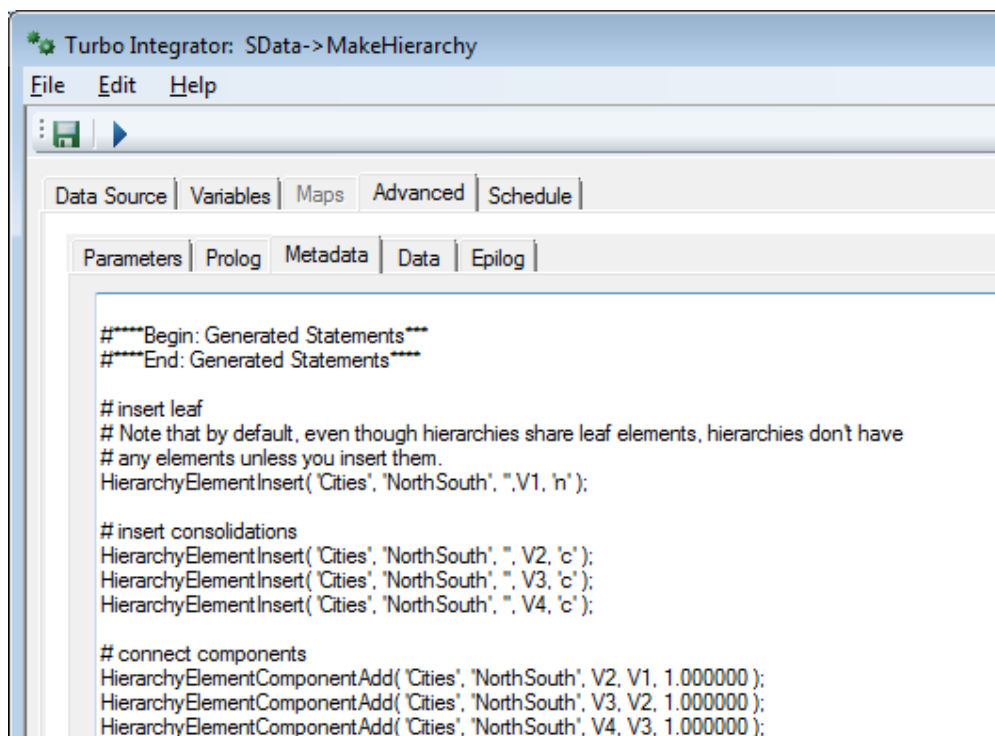 Turbo Integrator: SData->MakeHierarchy
File Edit Help
Data Source Variables Maps Advanced Schedule
Parameters Prolog Metadata Data Epilog
#****Begin: Generated Statements***
#****End: Generated Statements****
# insert leaf
# Note that by default, even though hierarchies share leaf elements, hierarchies don't have
# any elements unless you insert them.
HierarchyElementInsert( 'Cities', 'NorthSouth', '',V1, 'n' );
# insert consolidations
HierarchyElementInsert( 'Cities', 'NorthSouth', '', V2, 'c' );
HierarchyElementInsert( 'Cities', 'NorthSouth', '', V3, 'c' );
HierarchyElementInsert( 'Cities', 'NorthSouth', '', V4, 'c' );
# connect components
HierarchyElementComponentAdd( 'Cities', 'NorthSouth', V2, V1, 1.000000 );
HierarchyElementComponentAdd( 'Cities', 'NorthSouth', V3, V2, 1.000000 );
HierarchyElementComponentAdd( 'Cities', 'NorthSouth', V4, V3, 1.000000 );